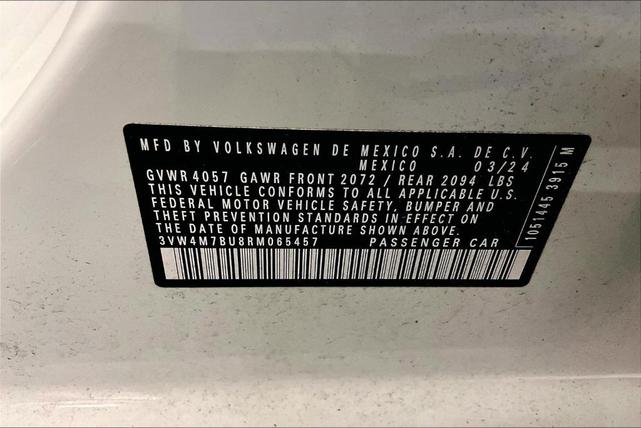 MFD BY VOLKSWAGEN DE MEXICO S.A. DE C.V.
MEXICO 03/24
GVWR 4057 GAWR FRONT 2072 / REAR 2094 LBS
THIS VEHICLE CONFORMS TO ALL APPLICABLE U.S.
FEDERAL MOTOR VEHICLE SAFETY, BUMPER AND
THEFT PREVENTION STANDARDS IN EFFECT ON
THE DATE OF MANUFACTURE SHOWN ABOVE.
3VW4M7BU8RM065457 PASSENGER CAR
1051445 3915 M